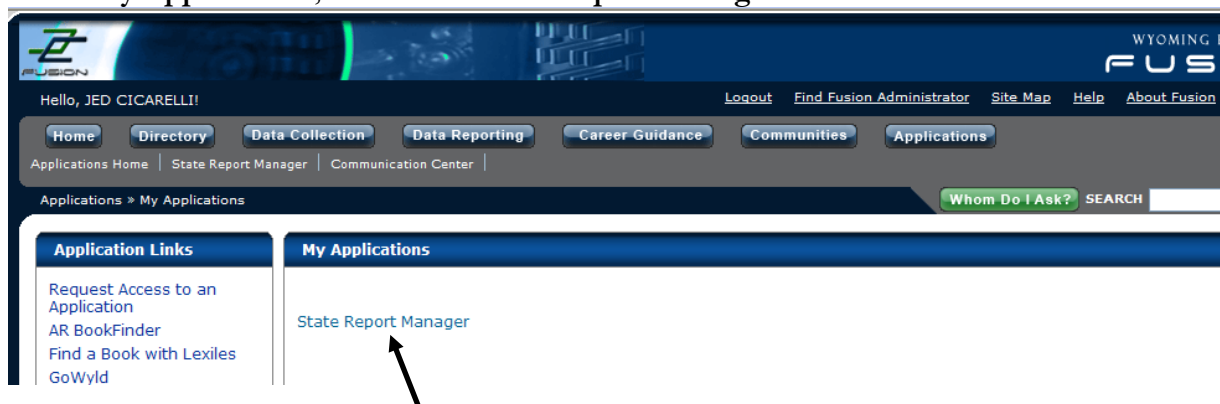 WYOMING
FUSION
FUS
Hello, JED CICARELLI!
Logout Find Fusion Administrator Site Map Help About Fusion
Home Directory Data Collection Data Reporting Career Guidance Communities Applications
Applications Home | State Report Manager | Communication Center |
Applications » My Applications
Whom Do I Ask? SEARCH
Application Links
My Applications
Request Access to an
Application
AR BookFinder
Find a Book with Lexiles
GoWyld
State Report Manager